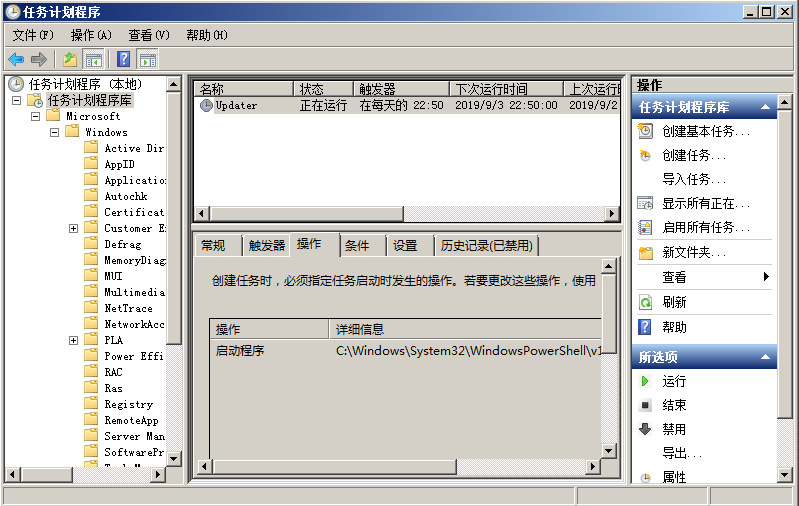 任务计划程序
文件(F) 操作(A) 查看(V) 帮助(H)
任务计划程序 (本地)
任务计划程序库
Microsoft
Windows
Active Dir
AppID
Applicatio
Autochk
Certificat
Customer E
Defrag
MemoryDiag
MUI
Multimedia
NetTrace
NetworkAcc
PLA
Power Effi
RAC
Ras
Registry
RemoteApp
Server Man
SoftwarePr
名称 状态 触发器 下次运行时间 上次运行时
Updater 正在运行 在每天的 22:50 2019/9/3 22:50:00 2019/9/2
常规 触发器 操作 条件 设置 历史记录(已禁用)
创建任务时，必须指定任务启动时发生的操作。若要更改这些操作，使用
操作 详细信息
启动程序 C:\Windows\System32\WindowsPowerShell\v1
操作
任务计划程序库
创建基本任务...
创建任务...
导入任务...
显示所有正在...
启用所有任务...
新文件夹...
查看
刷新
帮助
所选项
运行
结束
禁用
导出...
属性